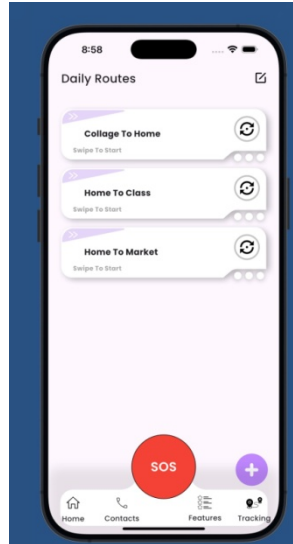 8:58
Daily Routes
Collage To Home
Swipe To Start
Home To Class
Swipe To Start
Home To Market
Swipe To Start
SOS
+
Home Contacts Features Tracking